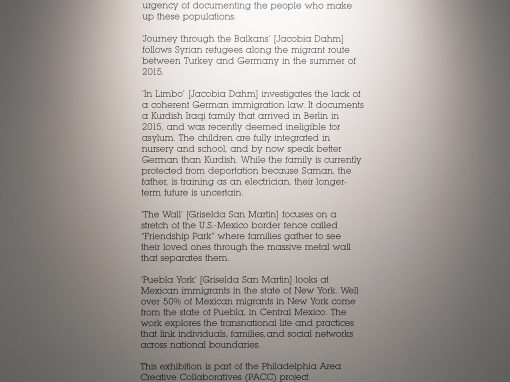 urgency of documenting the people who make
up these populations.
'Journey through the Balkans' [Jacobia Dahm]
follows Syrian refugees along the migrant route
between Turkey and Germany in the summer of
2015.
'In Limbo' [Jacobia Dahm] investigates the lack of
a coherent German immigration law. It documents
a Kurdish Iraqi family that arrived in Berlin in
2015, and was recently deemed ineligible for
asylum. The children are fully integrated in
nursery and school, and by now speak better
German than Kurdish. While the family is currently
protected from deportation because Saman, the
father, is training as an electrician, their longer-
term future is uncertain.
'The Wall' [Griselda San Martin] focuses on a
stretch of the U.S.-Mexico border fence called
"Friendship Park" where families gather to see
their loved ones through the massive metal wall
that separates them.
'Puebla York' [Griselda San Martin] looks at
Mexican immigrants in the state of New York. Well
over 50% of Mexican migrants in New York come
from the state of Puebla, in Central Mexico. The
work explores the transnational life and practices
that link individuals, families, and social networks
across national boundaries.
This exhibition is part of the Philadelphia Area
Creative Collaboratives (PACC) project